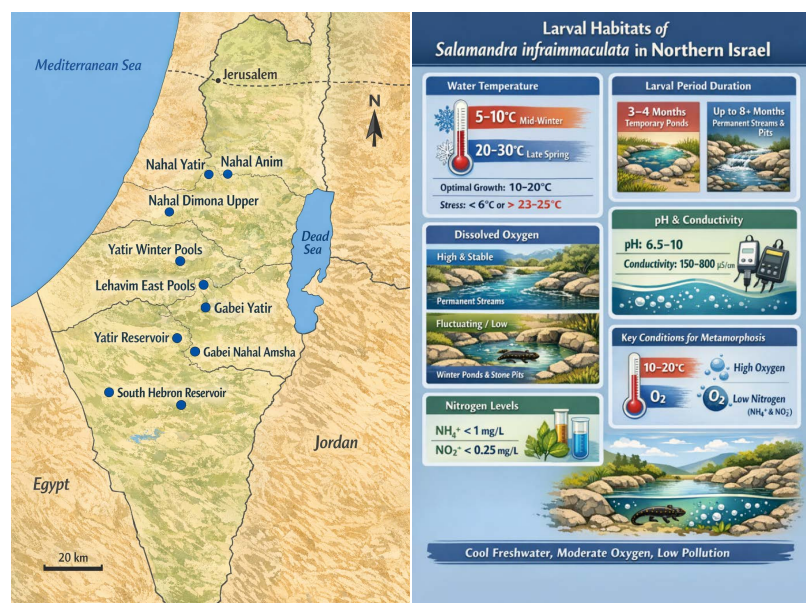 Mediterranean Sea
Jerusalem
N
Nahal Yatir
Nahal Anim
Nahal Dimona Upper
Dead
Sea
Yatir Winter Pools
Lehavim East Pools
Gabei Yatir
Yatir Reservoir
Gabei Nahal Amsha
South Hebron Reservoir
Jordan
Egypt
20 km
Larval Habitats of
Salamandra infraimmaculata in Northern Israel
Water Temperature
5–10°C Mid-Winter
20–30°C Late Spring
Optimal Growth: 10–20°C
Stress: < 6°C or > 23–25°C
Larval Period Duration
3–4 Months
Temporary Ponds
Up to 8+ Months
Permanent Streams &
Pits
Dissolved Oxygen
High & Stable
Permanent Streams
Fluctuating / Low
Winter Ponds & Stone Pits
pH & Conductivity
pH: 6.5–10
Conductivity: 150–800 µS/cm
Key Conditions for Metamorphosis
10–20°C
High Oxygen
O₂
O₂
Low Nitrogen
(NH₄⁺ & NO₂⁻)
Nitrogen Levels
NH₄⁺ < 1 mg/L
NO₂⁺ < 0.25 mg/L
Cool Freshwater, Moderate Oxygen, Low Pollution